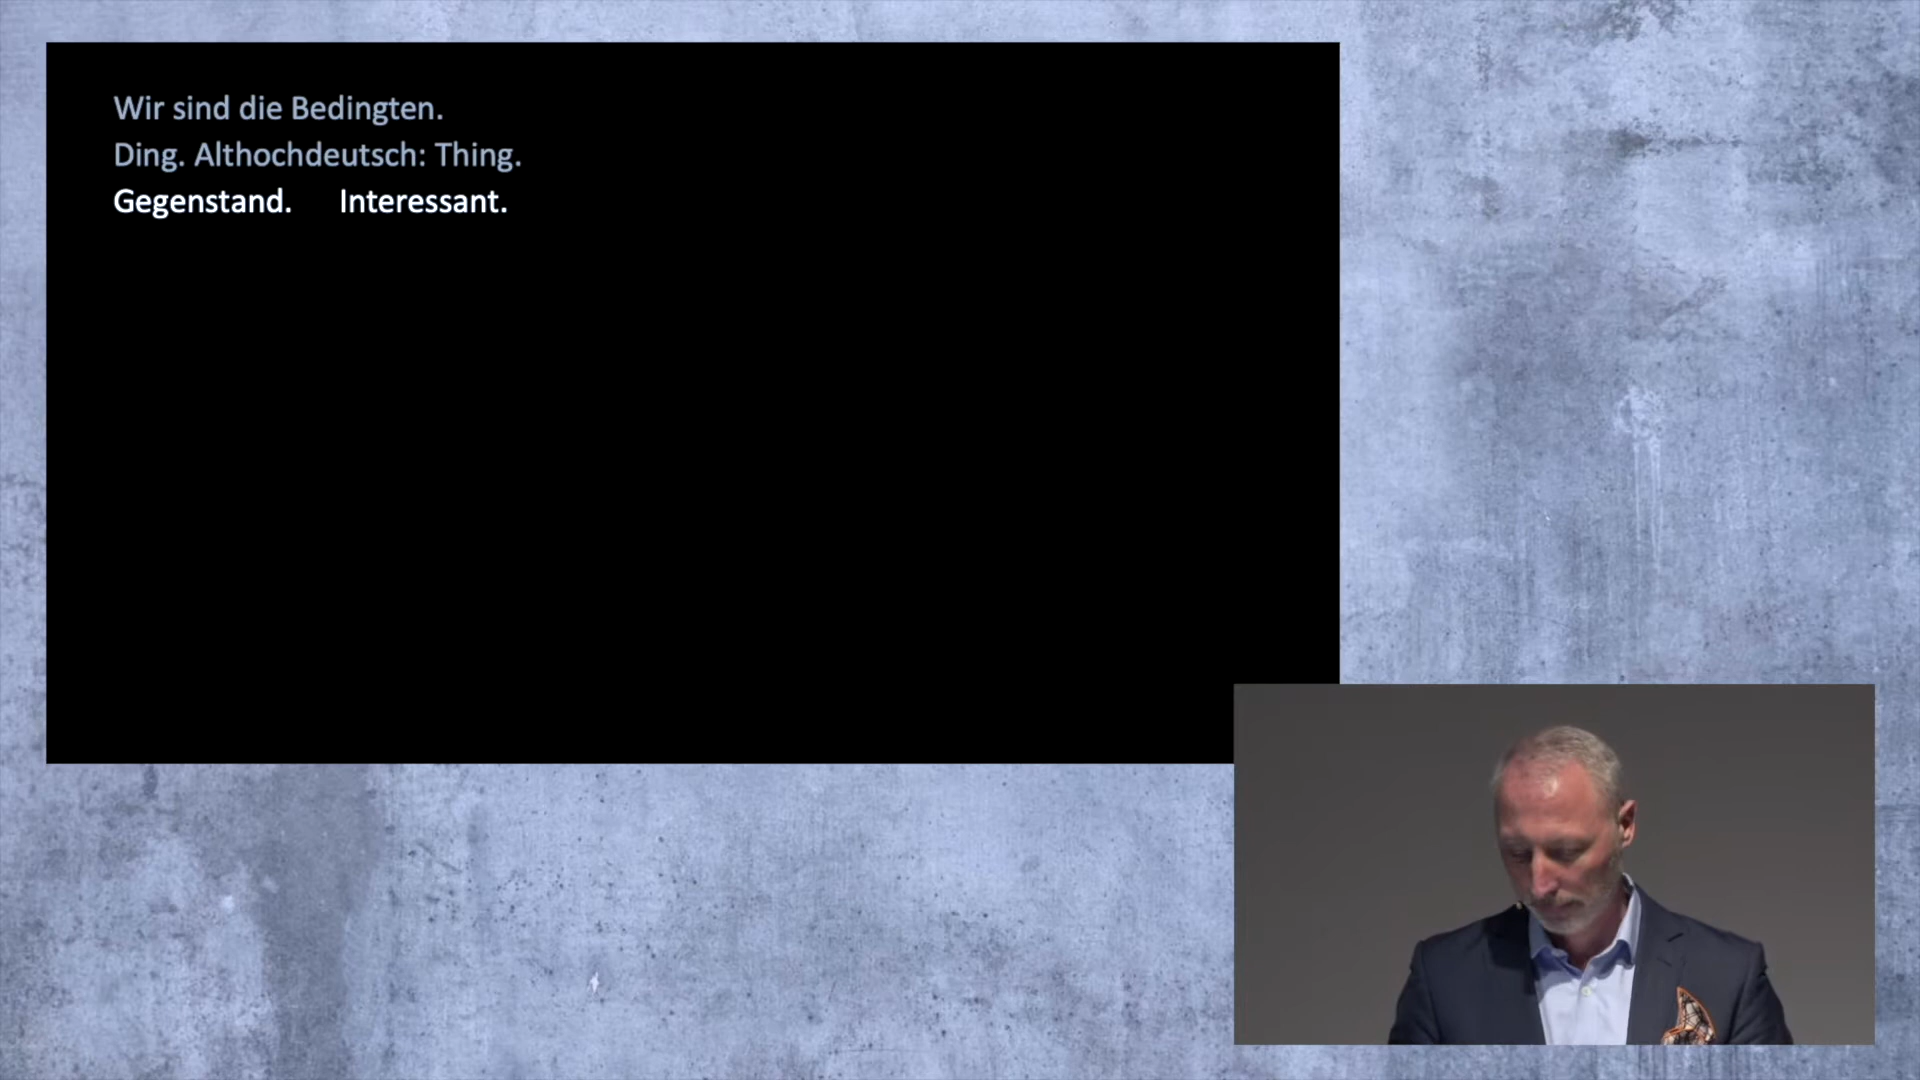 Wir sind die Bedingten.
Ding. Althochdeutsch: Thing.
Gegenstand. Interessant.